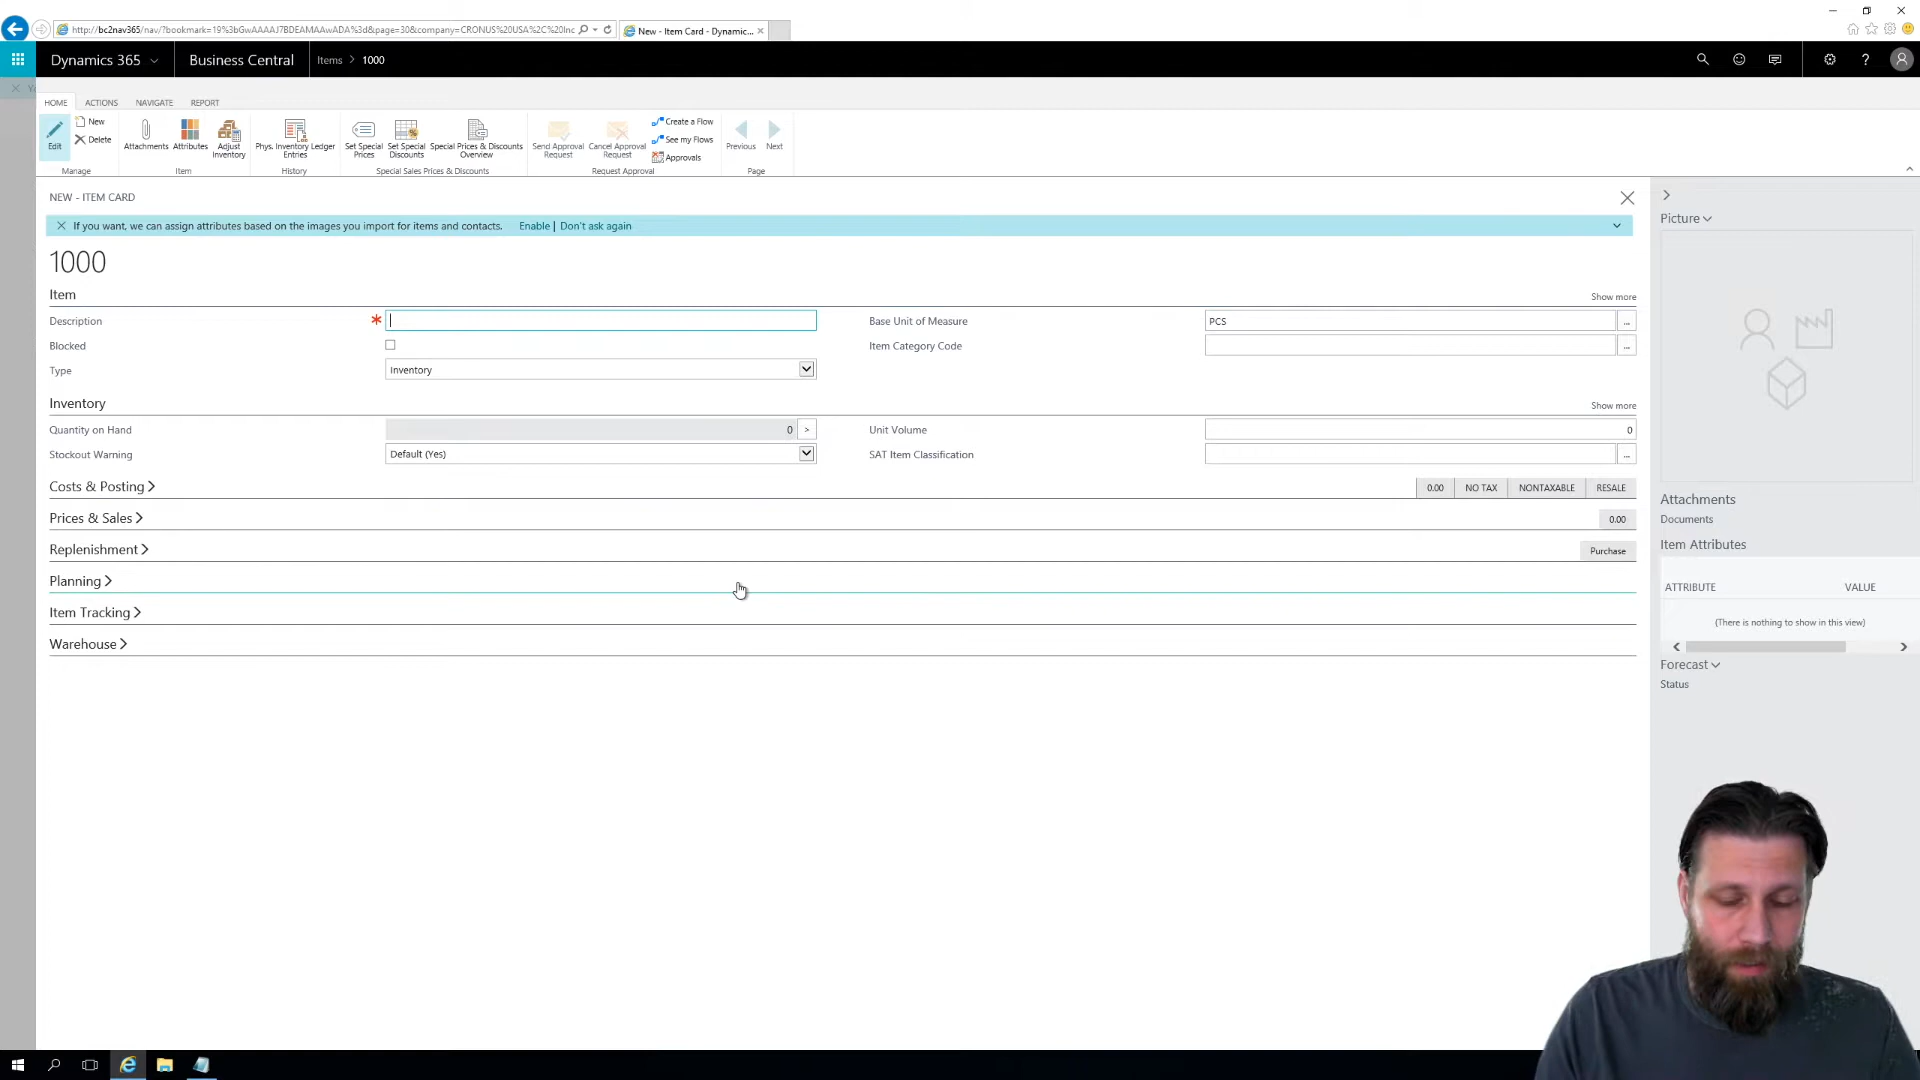 http://bc2nav365/nav/?bookmark=19%3bGwAAAAJ7BDEAMAAwADA%3d&page=30&company=CRONUS%20USA%2C%20Inc
New - Item Card - Dynamic...
Dynamics 365
Business Central
Items > 1000
?
HOME
ACTIONS
NAVIGATE
REPORT
Edit
New
Delete
Attachments
Attributes
Adjust Inventory
Phys. Inventory Ledger Entries
Set Special Prices
Set Special Discounts
Special Prices & Discounts Overview
Send Approval Request
Cancel Approval Request
Create a Flow
See my Flows
Approvals
Previous
Next
Manage
Item
History
Special Sales Prices & Discounts
Request Approval
Page
NEW - ITEM CARD
If you want, we can assign attributes based on the images you import for items and contacts. Enable | Don't ask again
1000
Item
Show more
Description
Base Unit of Measure
PCS
Blocked
Item Category Code
Type
Inventory
Inventory
Show more
Quantity on Hand
0
Unit Volume
0
Stockout Warning
Default (Yes)
SAT Item Classification
Costs & Posting
0.00
NO TAX
NONTAXABLE
RESALE
Prices & Sales
0.00
Replenishment
Purchase
Planning
Item Tracking
Warehouse
Picture
Attachments
Documents
Item Attributes
ATTRIBUTE
VALUE
(There is nothing to show in this view)
Forecast
Status